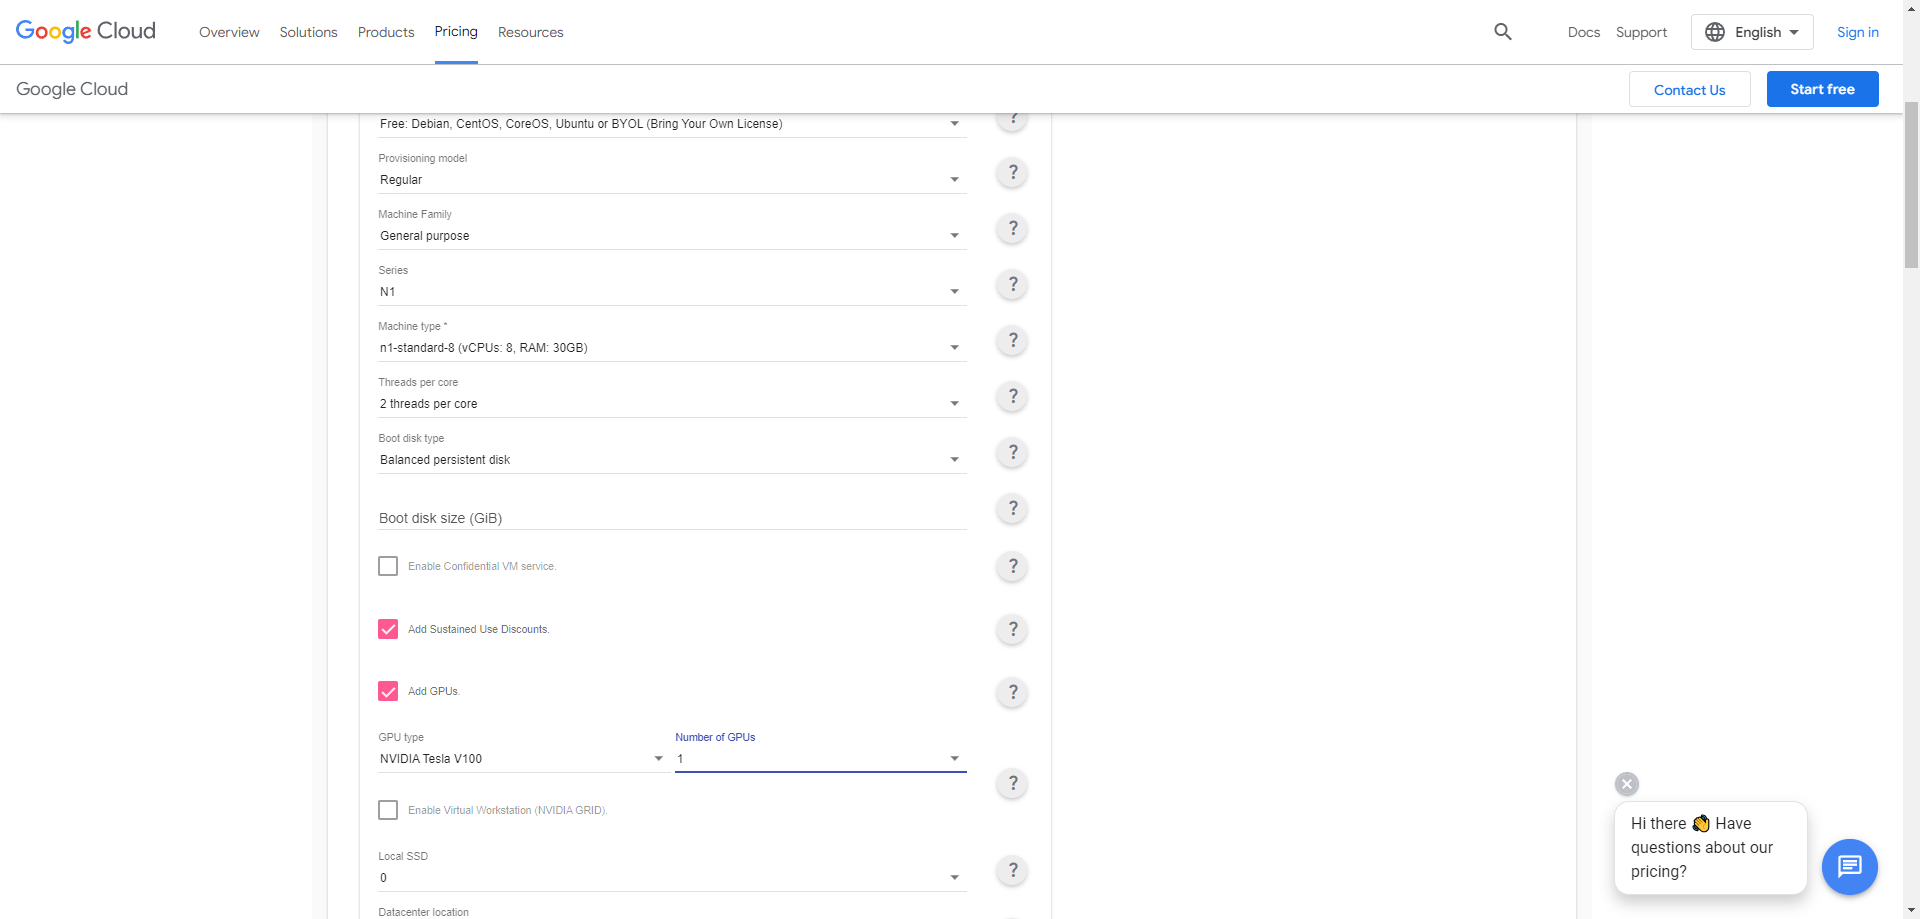 Google Cloud
Overview
Solutions
Products
Pricing
Resources
Docs
Support
English
Sign in
Google Cloud
Contact Us
Start free
Free: Debian, CentOS, CoreOS, Ubuntu or BYOL (Bring Your Own License)
?
Provisioning model
Regular
?
Machine Family
General purpose
?
Series
N1
?
Machine type *
n1-standard-8 (vCPUs: 8, RAM: 30GB)
?
Threads per core
2 threads per core
?
Boot disk type
Balanced persistent disk
?
Boot disk size (GiB)
?
Enable Confidential VM service.
?
Add Sustained Use Discounts.
?
Add GPUs.
?
GPU type
NVIDIA Tesla V100
Number of GPUs
1
?
Enable Virtual Workstation (NVIDIA GRID).
Local SSD
0
?
Datacenter location
Hi there 👏 Have
questions about our
pricing?